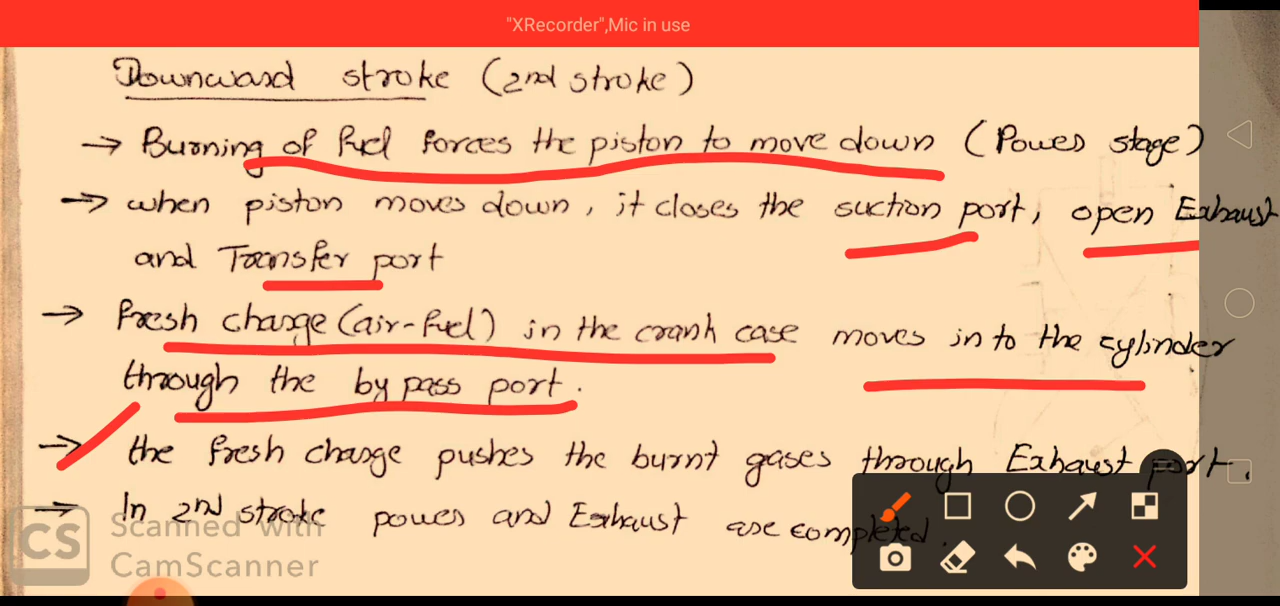 "XRecorder",Mic in use
Downward stroke (2nd stroke)
→ Burning of fuel forces the piston to move down (Power stage)
→ when piston moves down, it closes the suction port, open Exhaust
and Transfer port
→ Fresh charge (air-fuel) in the crank case moves in to the cylinder
through the by pass port.
→ the fresh charge pushes the burnt gases through Exhaust port.
→ In 2nd stroke power and Exhaust are completed.
CS Scanned with
CamScanner